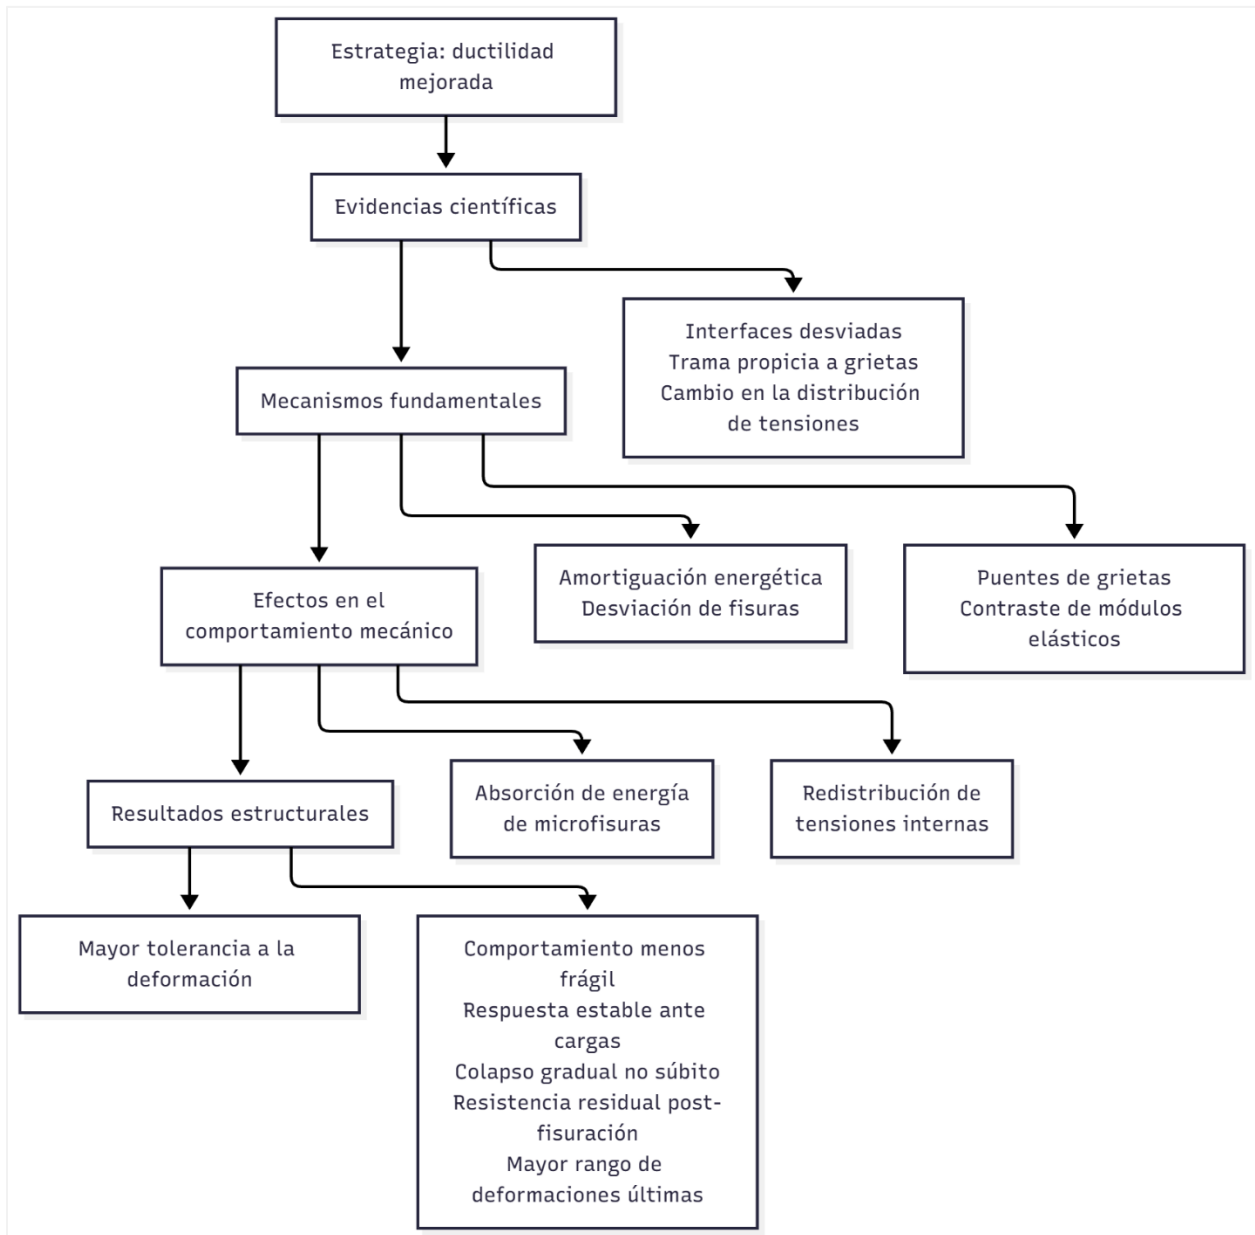 Estrategia: ductilidad
mejorada
Evidencias científicas
Interfaces desviadas
Trama propicia a grietas
Cambio en la distribución
de tensiones
Mecanismos fundamentales
Amortiguación energética
Desviación de fisuras
Puentes de grietas
Contraste de módulos
elásticos
Efectos en el
comportamiento mecánico
Absorción de energía
de microfisuras
Redistribución de
tensiones internas
Resultados estructurales
Mayor tolerancia a la
deformación
Comportamiento menos
frágil
Respuesta estable ante
cargas
Colapso gradual no súbito
Resistencia residual post-
fisuración
Mayor rango de
deformaciones últimas